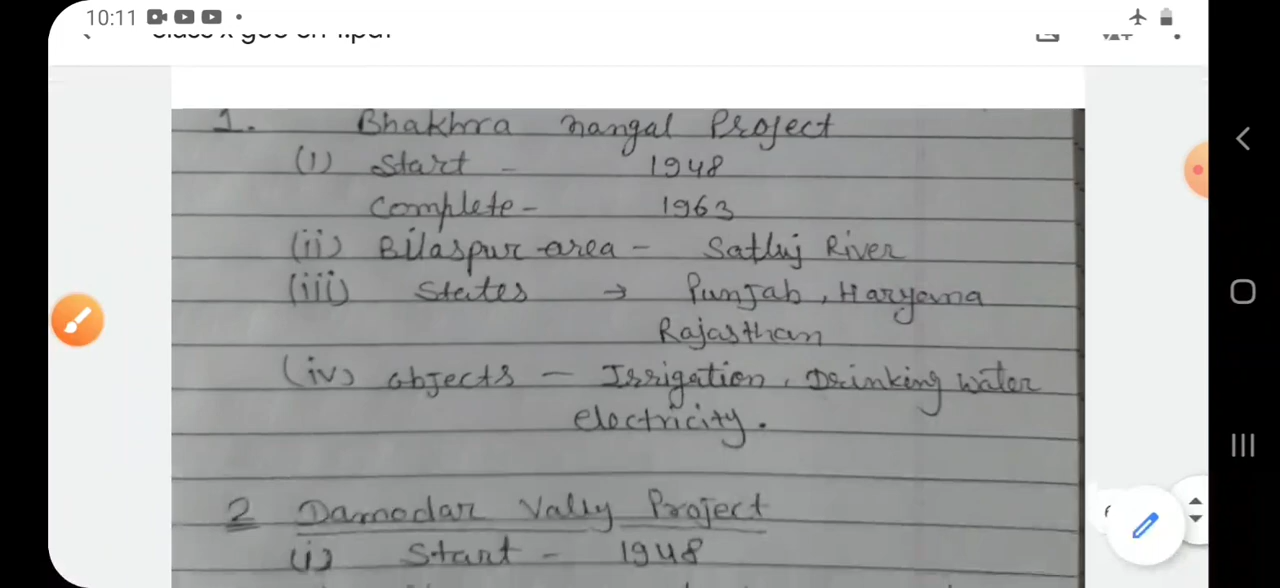 10:11
1. Bhakhra nangal Project
(i) Start - 1948
Complete - 1963
(ii) Bilaspur area - Satluj River
(iii) States → Punjab, Haryana
Rajasthan
(iv) objects - Irrigation, Drinking water
electricity.
2 Damodar Vally Project
(i) Start - 1948